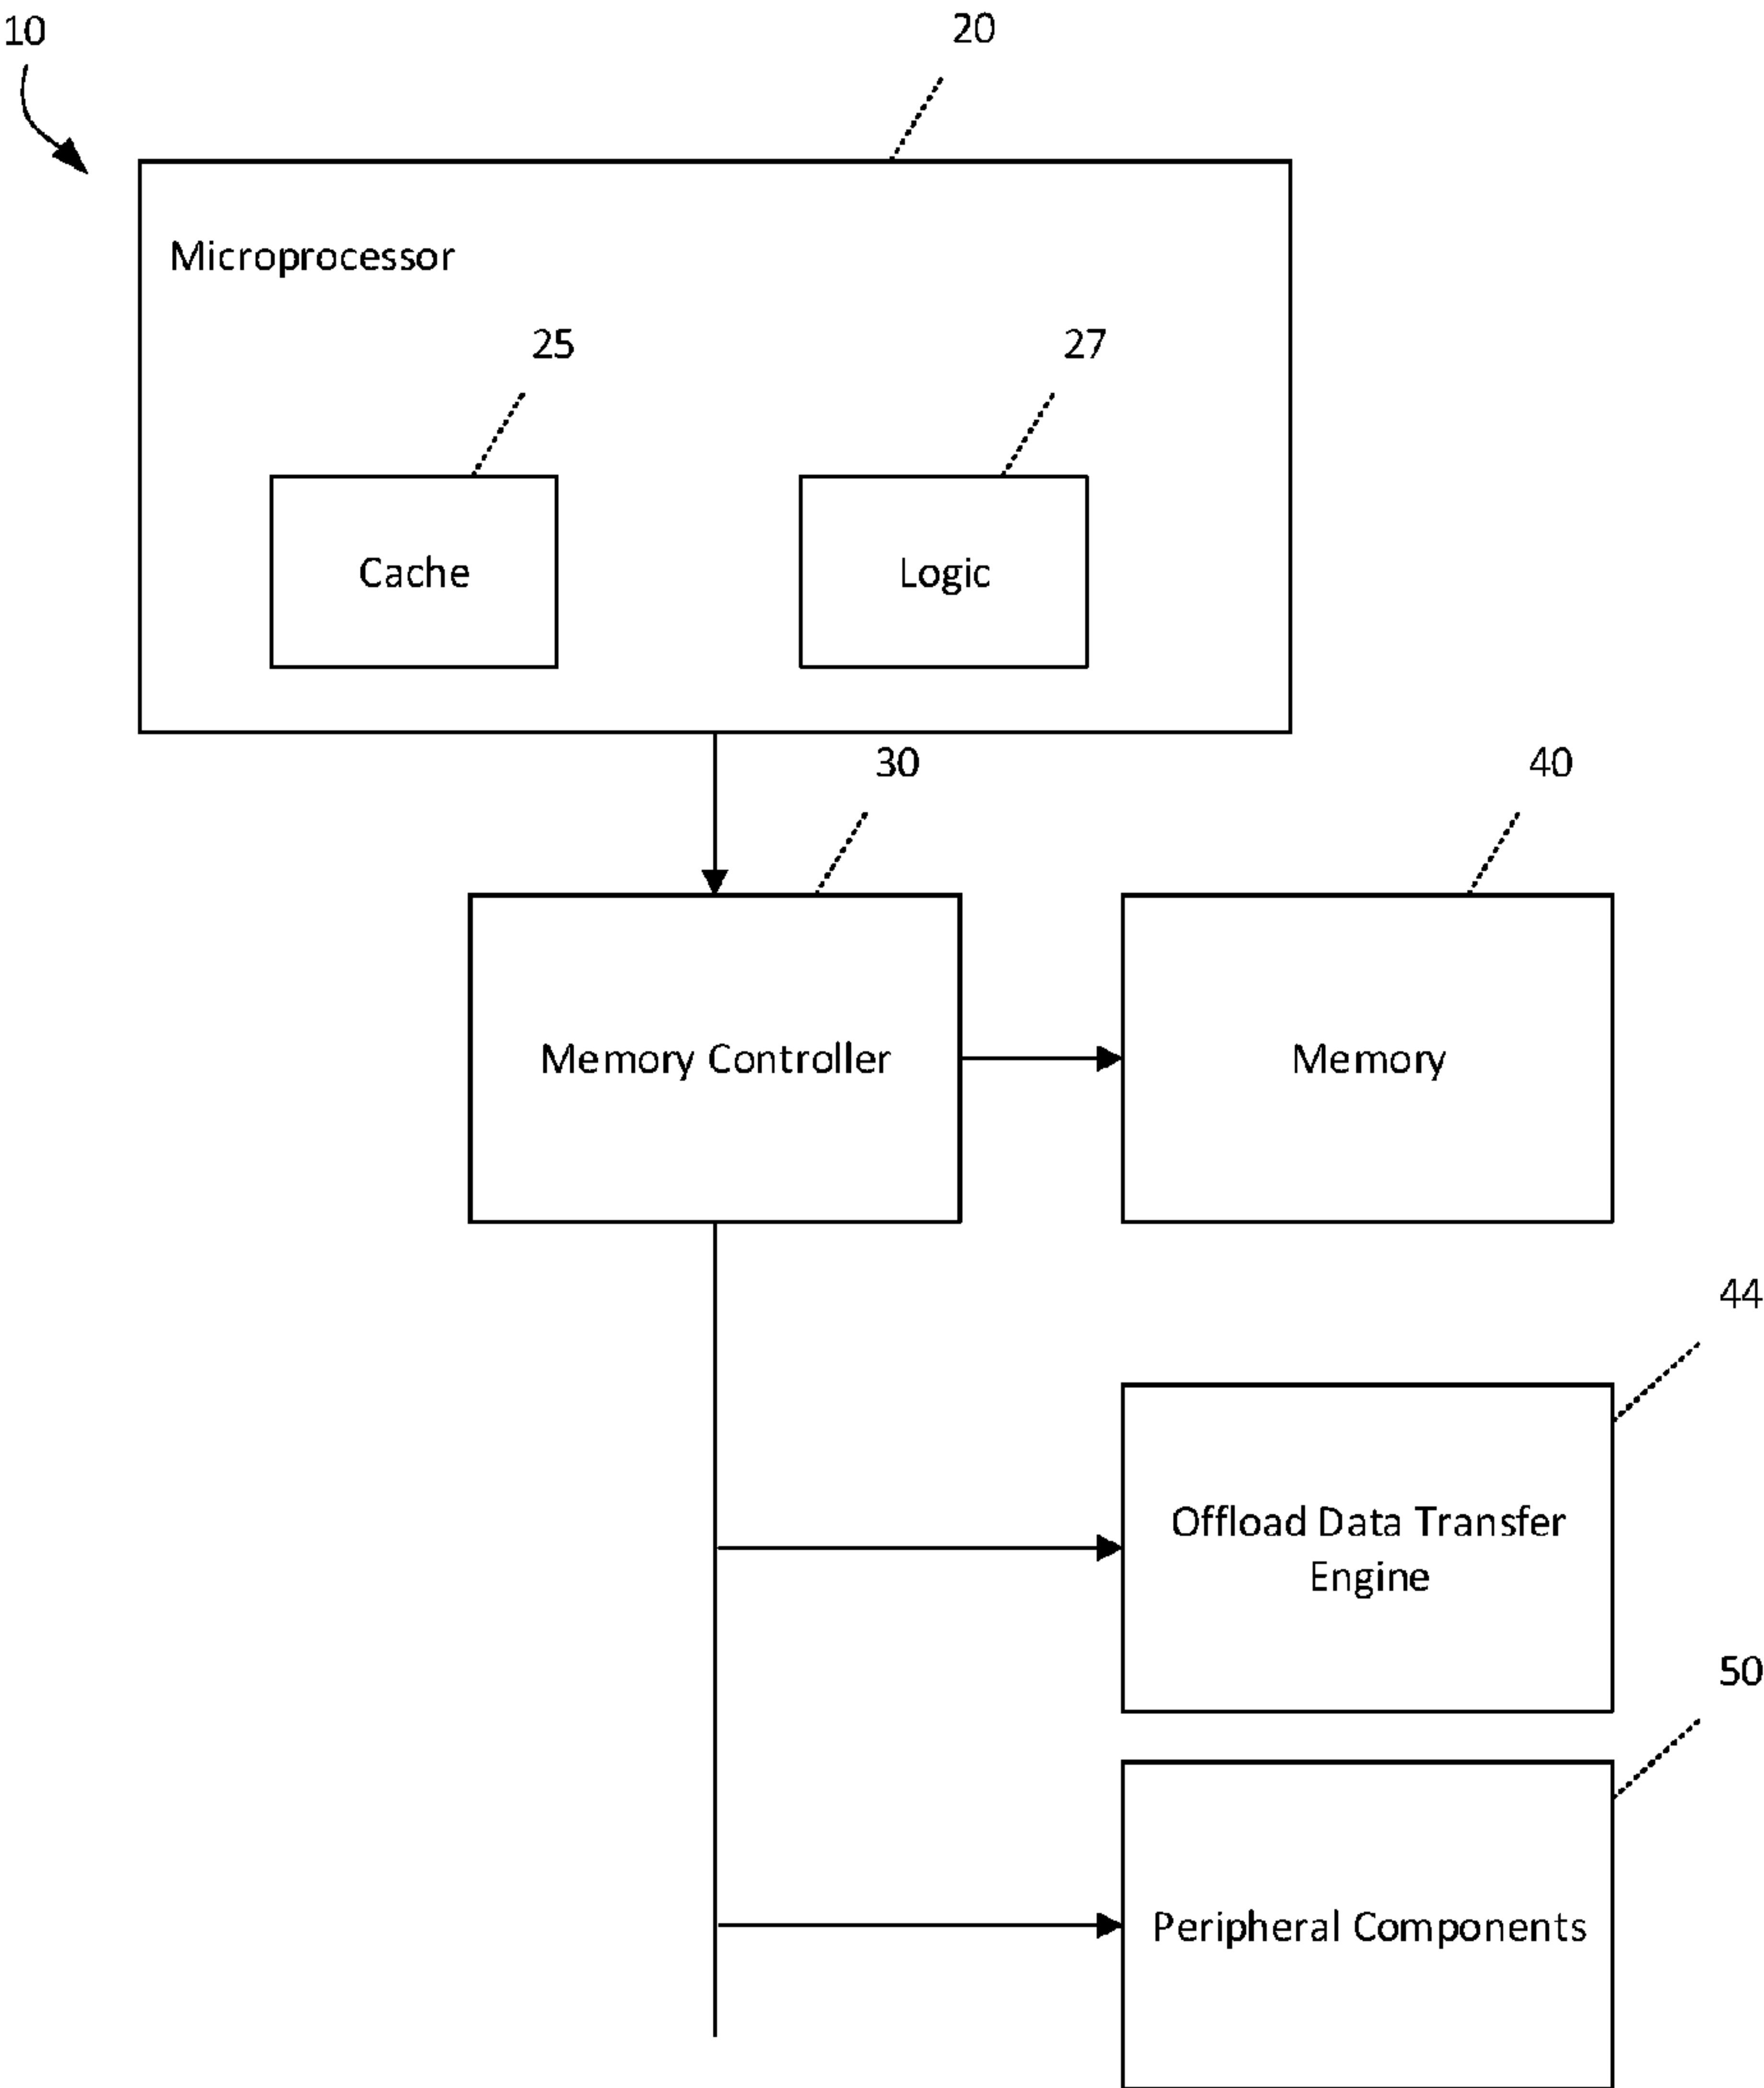 10
20
Microprocessor
25
27
Cache
Logic
30
40
Memory Controller
Memory
44
Offload Data Transfer
Engine
50
Peripheral Components